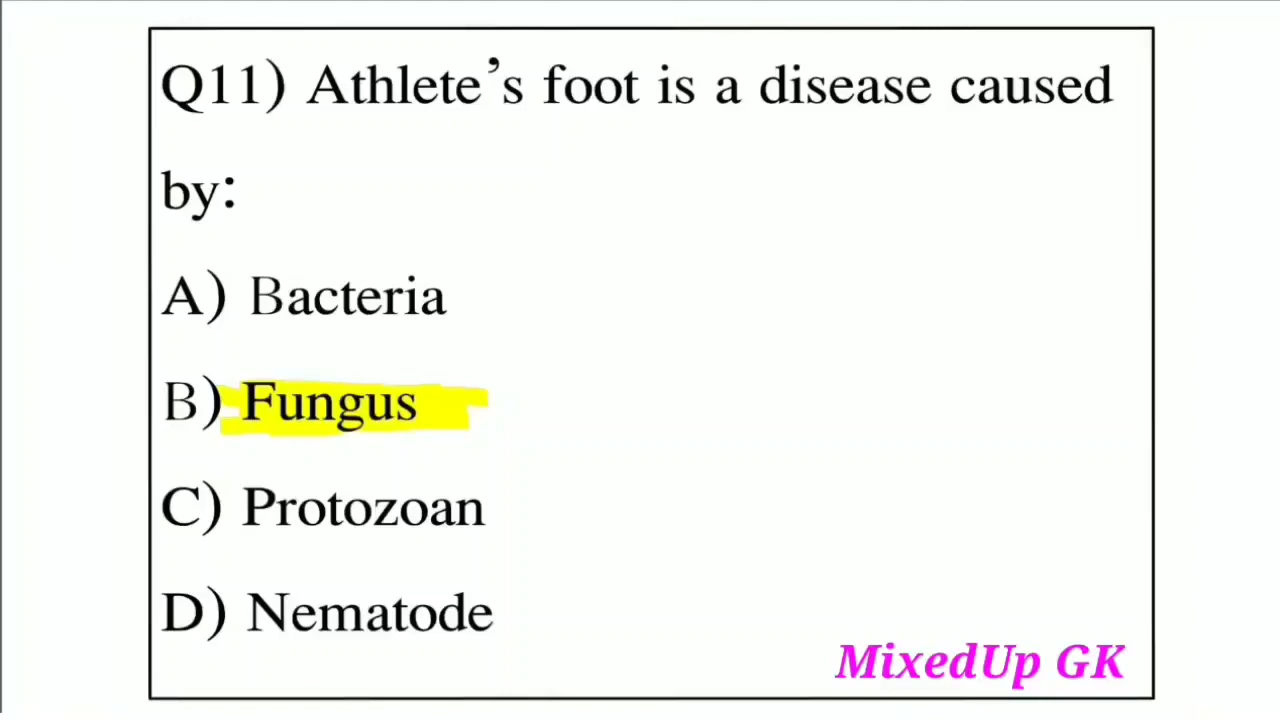 Q11) Athlete’s foot is a disease caused
by:
A) Bacteria
B) Fungus
C) Protozoan
D) Nematode
MixedUp GK